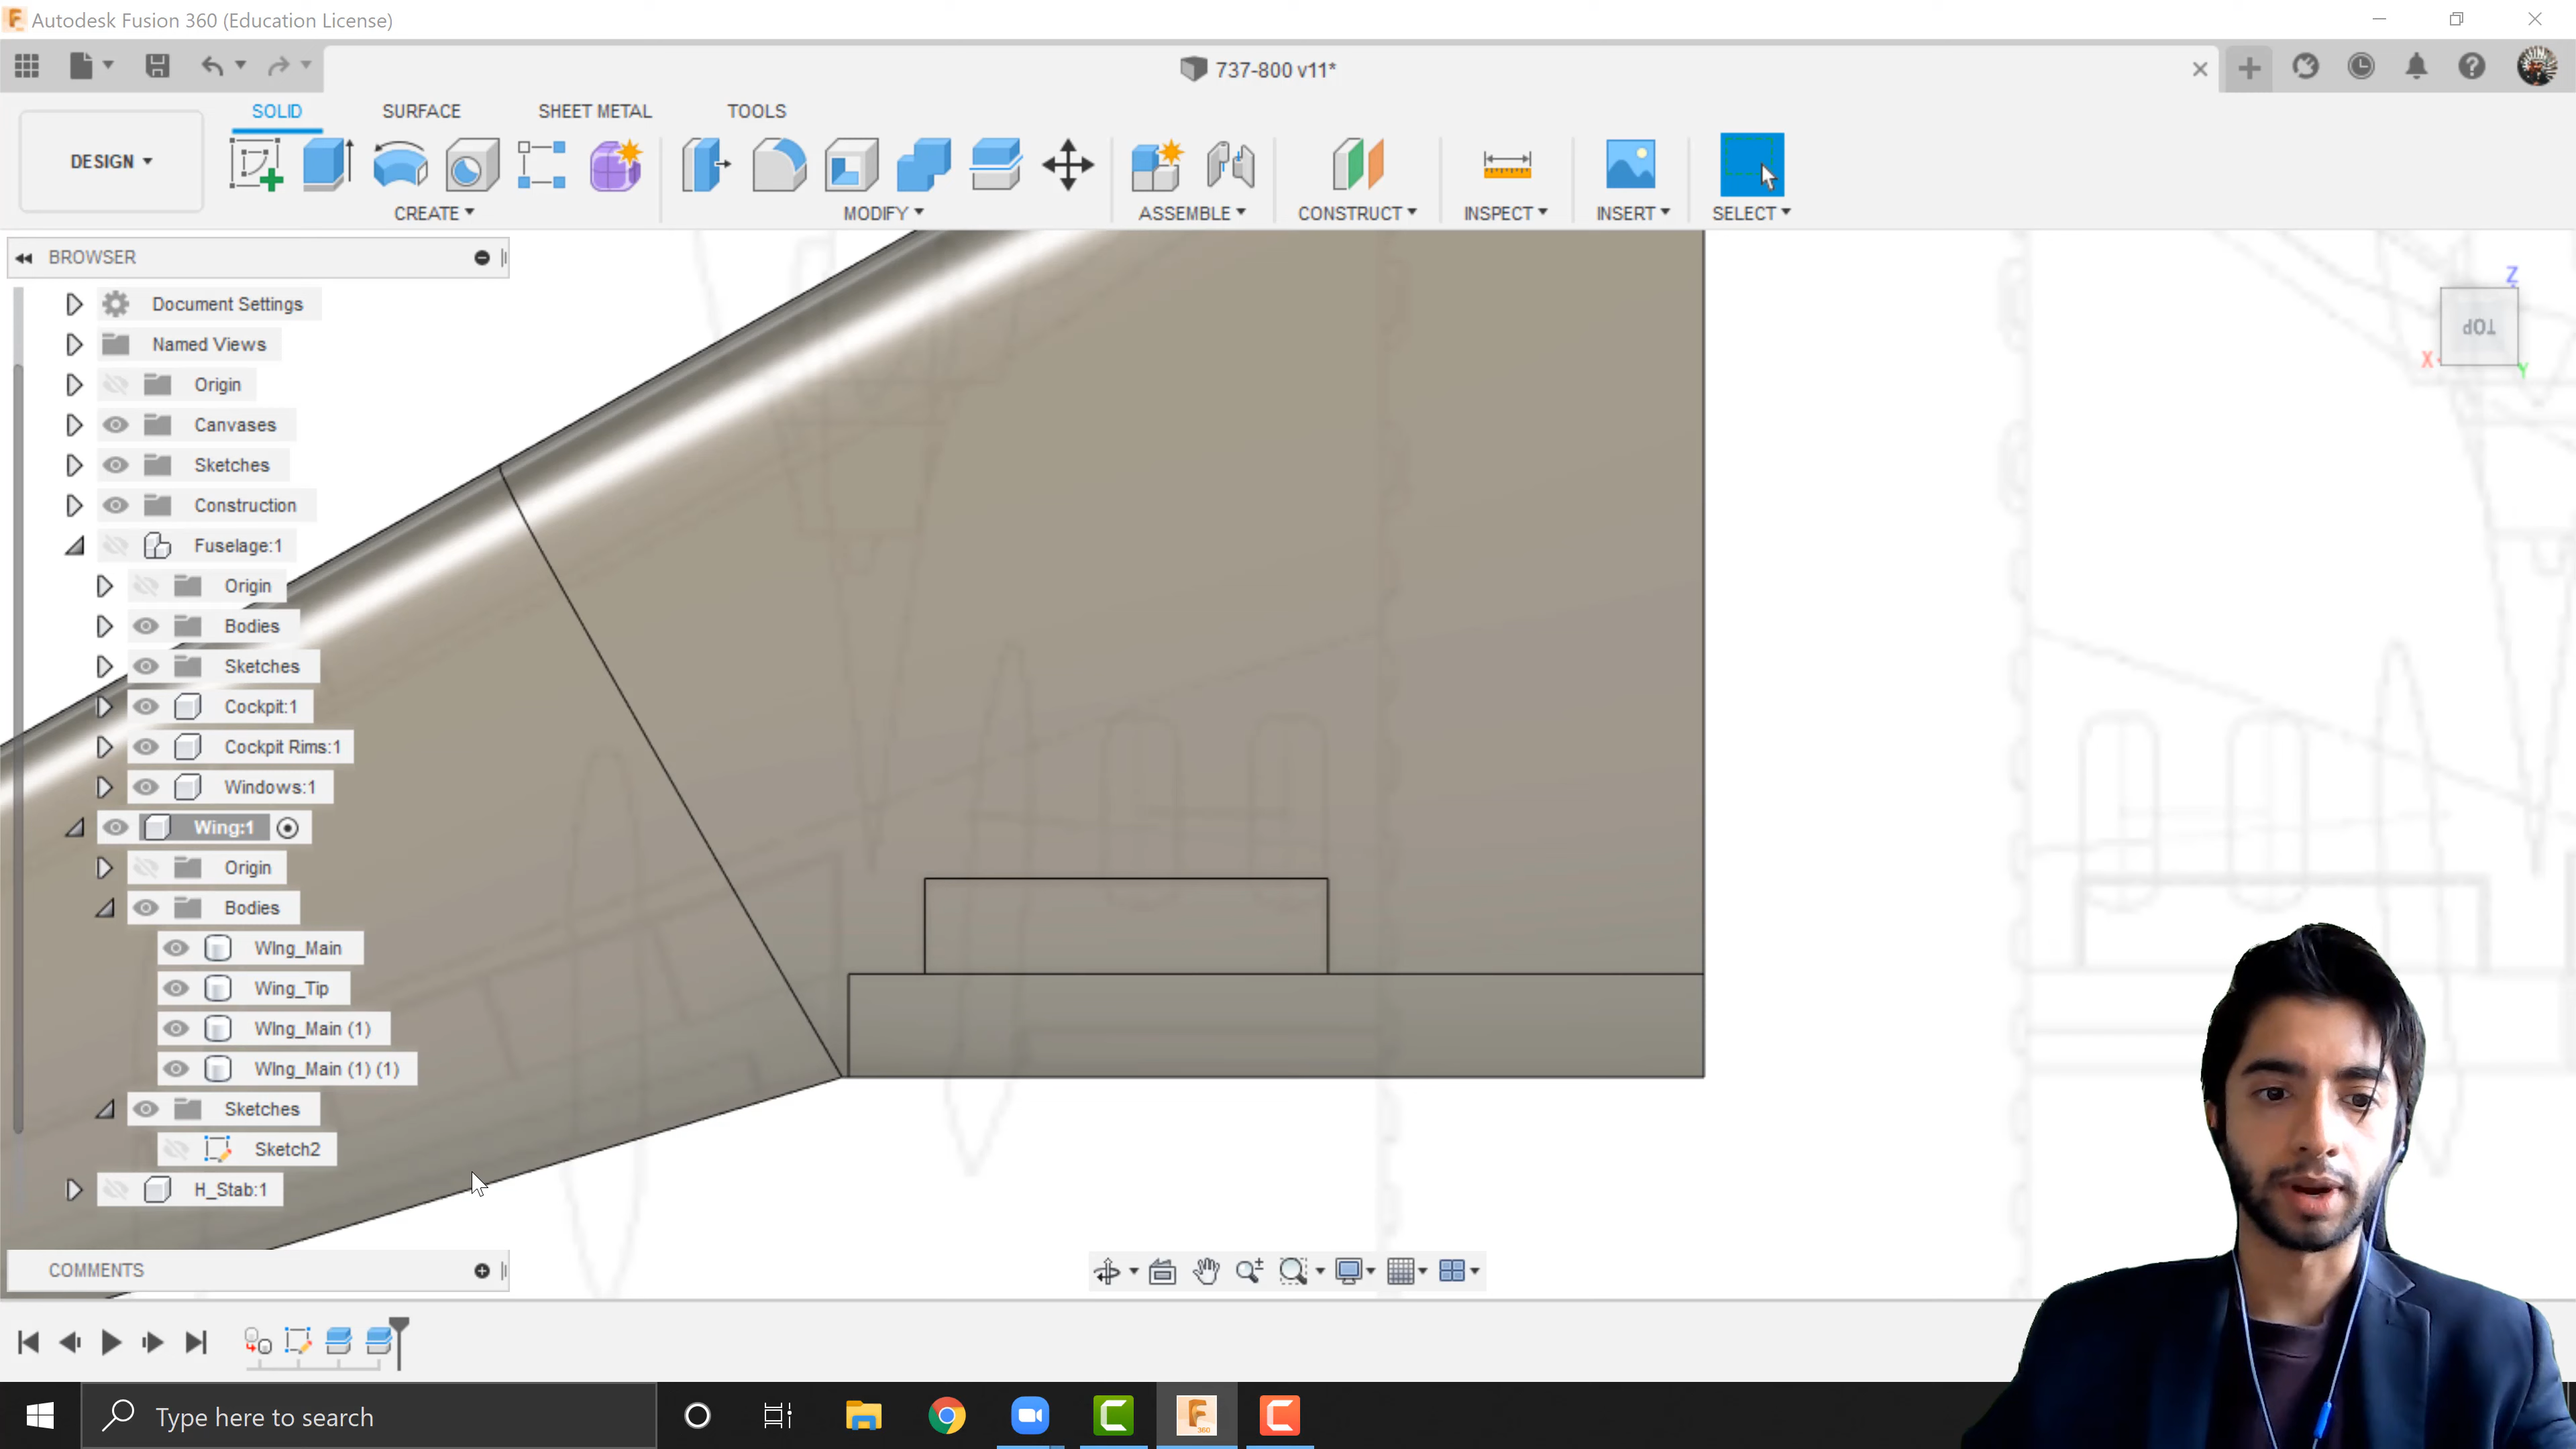 Autodesk Fusion 360 (Education License)
737-800 v11*
SOLID
SURFACE
SHEET METAL
TOOLS
DESIGN
CREATE
MODIFY
ASSEMBLE
CONSTRUCT
INSPECT
INSERT
SELECT
BROWSER
Document Settings
Named Views
Origin
Canvases
Sketches
Construction
Fuselage:1
Origin
Bodies
Sketches
Cockpit:1
Cockpit Rims:1
Windows:1
Wing:1
Origin
Bodies
WIng_Main
Wing_Tip
WIng_Main (1)
WIng_Main (1) (1)
Sketches
Sketch2
H_Stab:1
Z
TOP
X
Y
COMMENTS
Type here to search
F
360